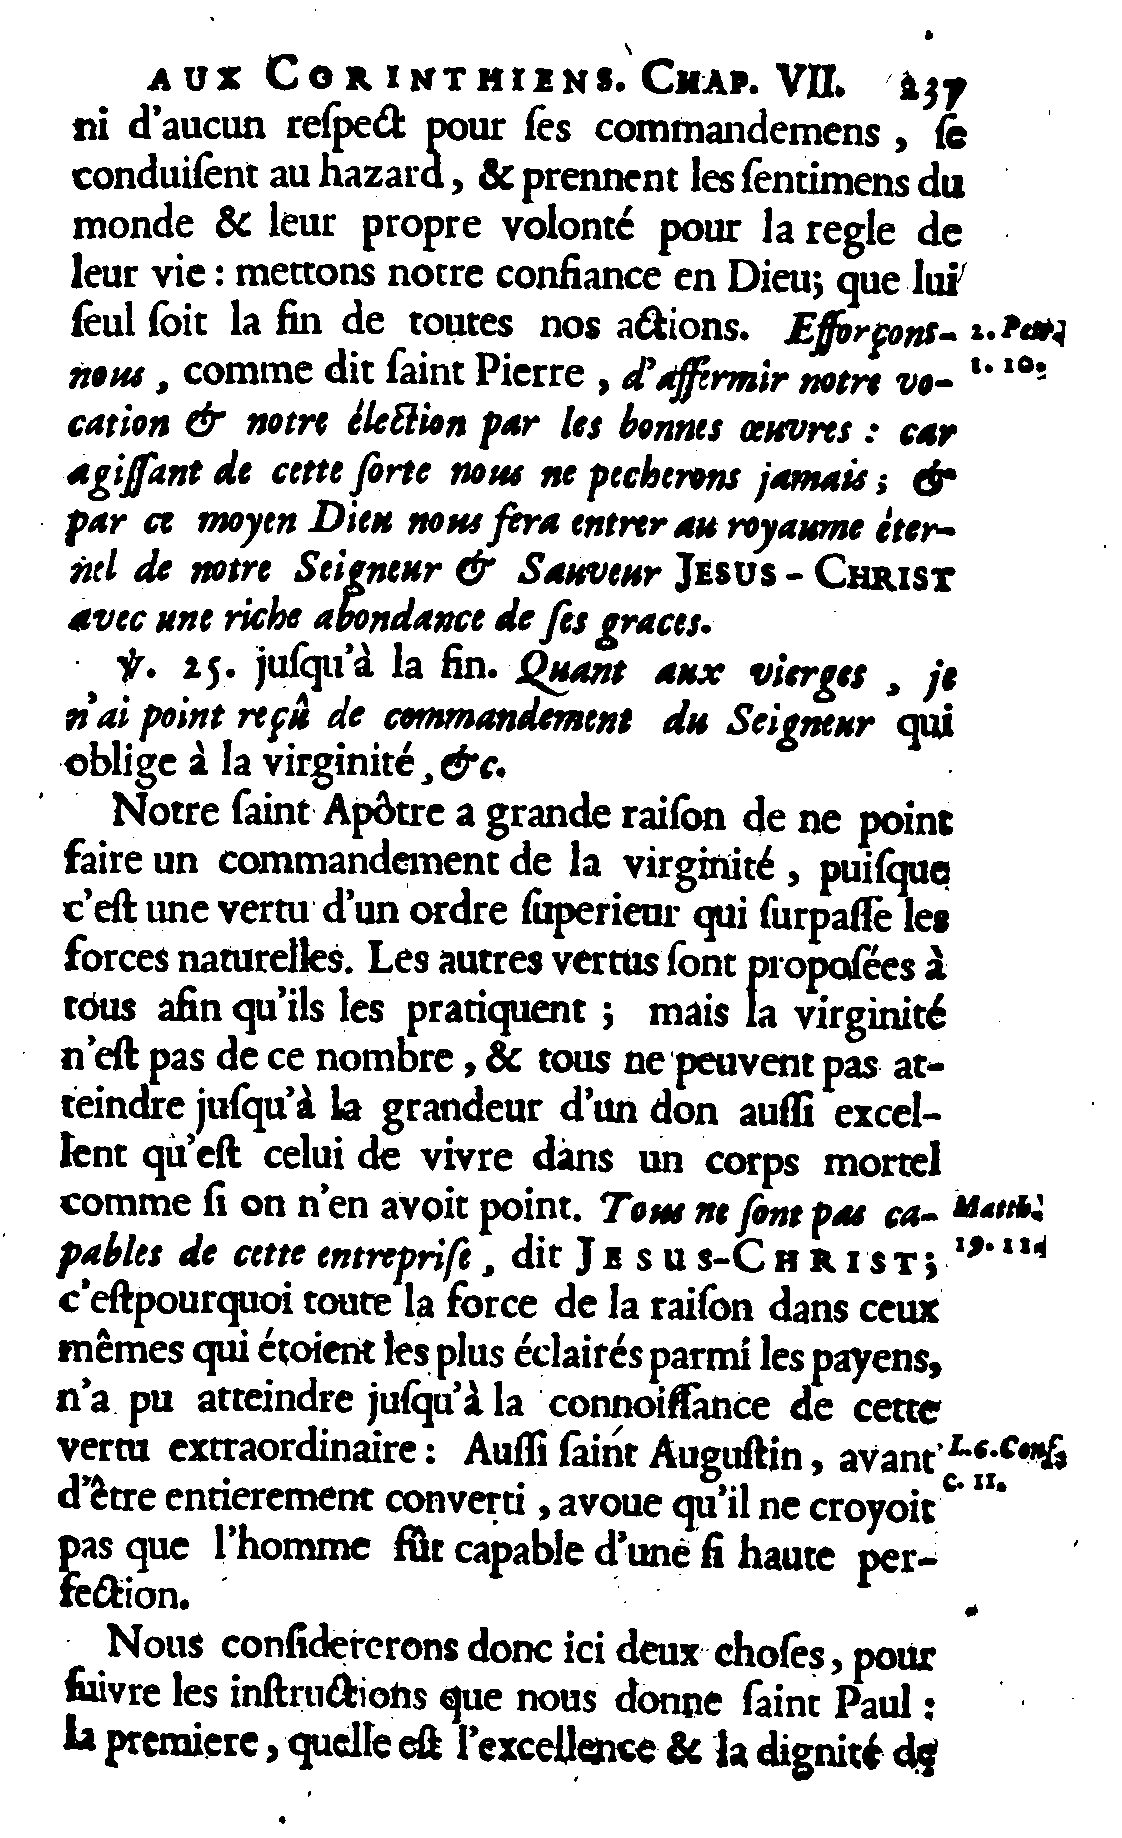 AUX CORINTHIENS. CHAP. VII. 237
ni d'aucun reſpect pour ſes commandemens, ſe
conduiſent au hazard, & prennent les ſentimens du
monde & leur propre volonté pour la regle de
leur vie : mettons notre confiance en Dieu; que lui
ſeul ſoit la fin de toutes nos actions. Efforçons- 2. Petr.
nous, comme dit ſaint Pierre, d'affermir notre vo- 1. 10.
cation & notre élection par les bonnes œuvres : car
agiſſant de cette ſorte nous ne pecherons jamais ; &
par ce moyen Dieu nous fera entrer au royaume éter-
nel de notre Seigneur & Sauveur JESUS-CHRIST
avec une riche abondance de ſes graces.
℣. 25. juſqu'à la fin. Quant aux vierges, je
n'ai point reçû de commandement du Seigneur qui
oblige à la virginité, &c.
Notre ſaint Apôtre a grande raiſon de ne point
faire un commandement de la virginité, puiſque
c'eſt une vertu d'un ordre ſuperieur qui ſurpaſſe les
forces naturelles. Les autres vertus ſont propoſées à
tous afin qu'ils les pratiquent ; mais la virginité
n'eſt pas de ce nombre, & tous ne peuvent pas at-
teindre juſqu'à la grandeur d'un don auſſi excel-
lent qu'eſt celui de vivre dans un corps mortel
comme ſi on n'en avoit point. Tous ne ſont pas ca- Matth.
pables de cette entrepriſe, dit JESUS-CHRIST; 19. 11.
c'eſtpourquoi toute la force de la raiſon dans ceux
mêmes qui étoient les plus éclairés parmi les payens,
n'a pu atteindre juſqu'à la connoiſſance de cette
vertu extraordinaire : Auſſi ſaint Auguſtin, avant L. 6. Conf.
d'être entierement converti, avoue qu'il ne croyoit c. 11.
pas que l'homme fût capable d'une ſi haute per-
fection.
Nous conſidererons donc ici deux choſes, pour
ſuivre les inſtructions que nous donne ſaint Paul :
la premiere, quelle eſt l'excellence & la dignité de